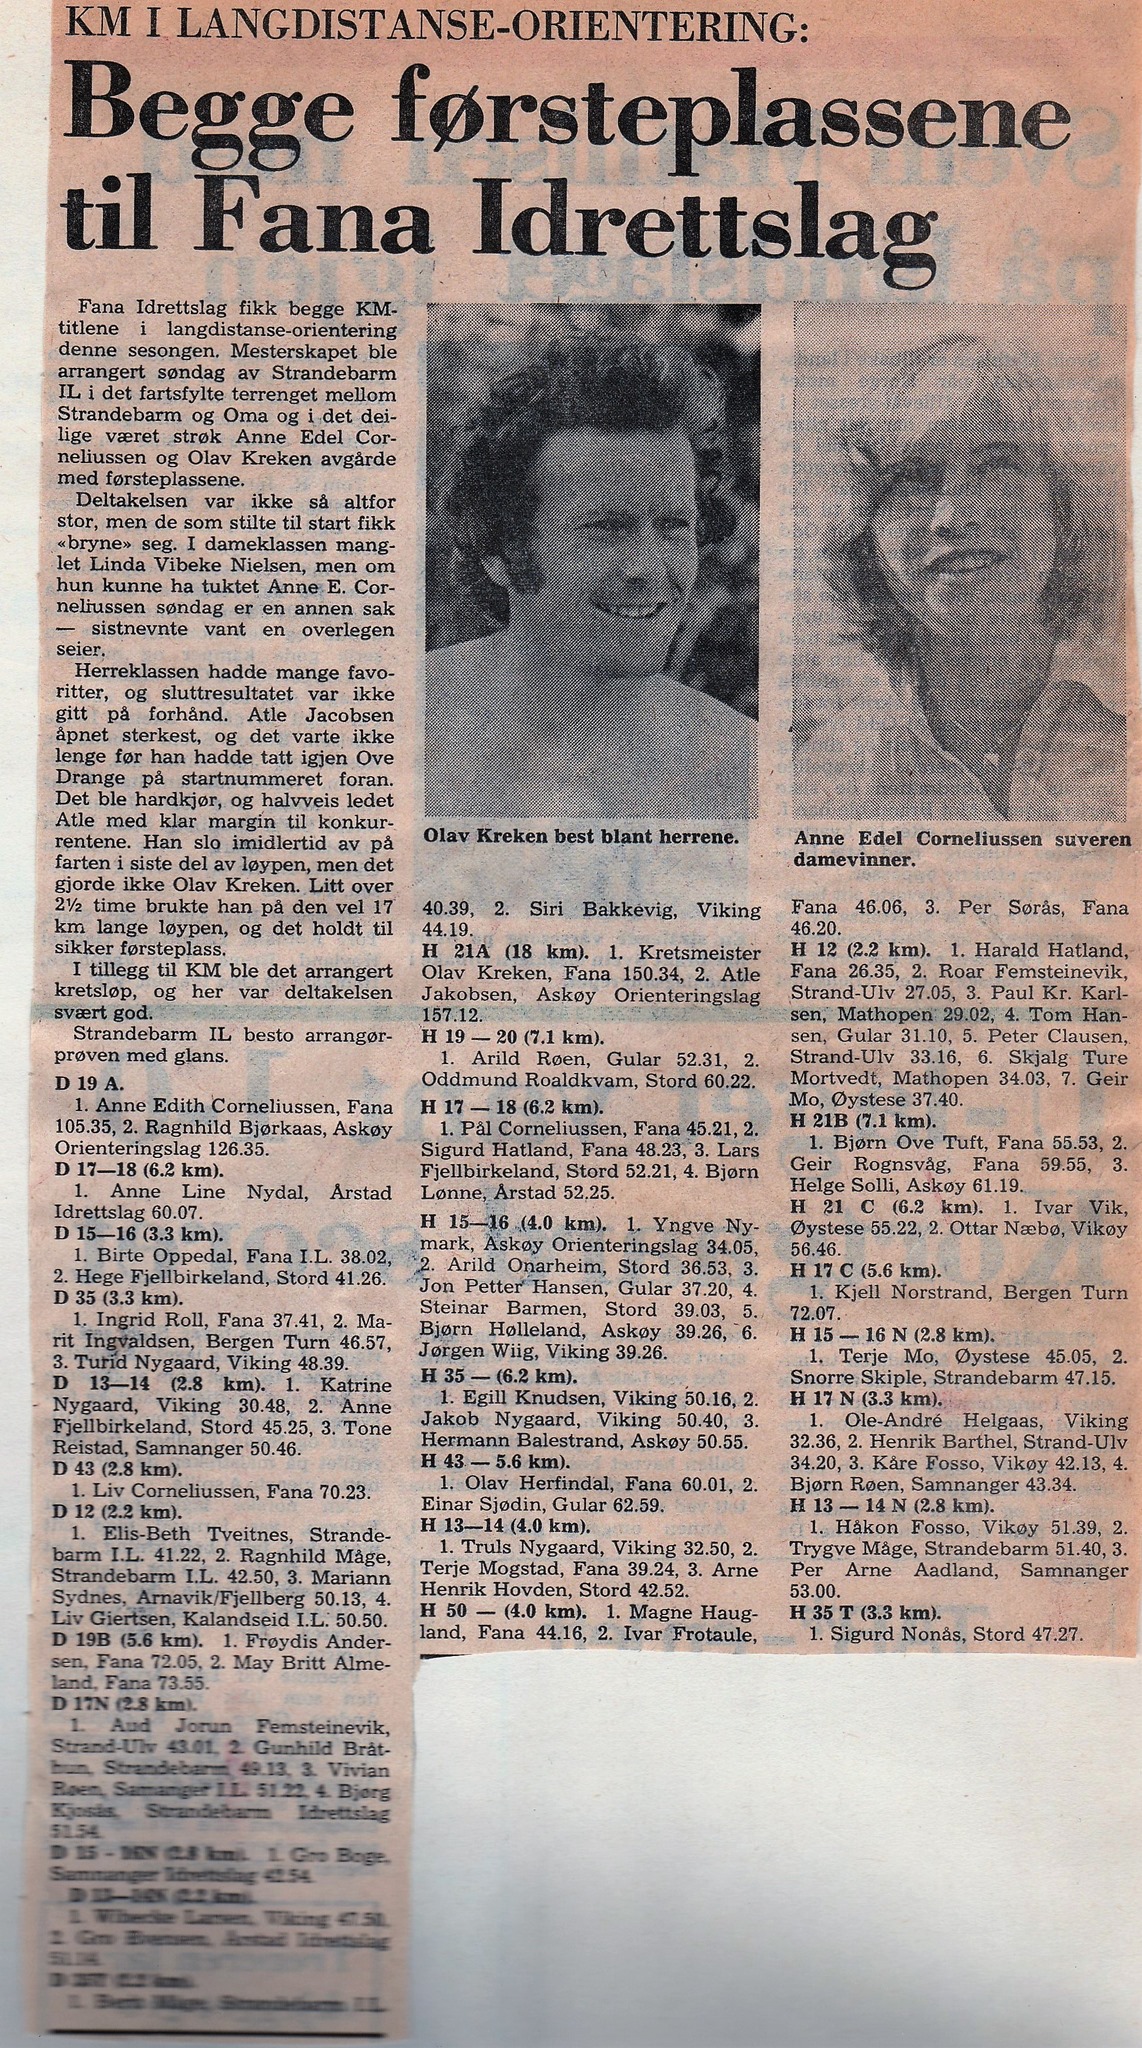 KM I LANGDISTANSE-ORIENTERING:
Begge førsteplassene
til Fana Idrettslag
Fana Idrettslag fikk begge KM-
titlene i langdistanse-orientering
denne sesongen. Mesterskapet ble
arrangert søndag av Strandebarm
IL i det fartsfylte terrenget mellom
Strandebarm og Oma og i det dei-
lige været strøk Anne Edel Cor-
neliussen og Olav Kreken avgårde
med førsteplassene.
Deltakelsen var ikke så altfor
stor, men de som stilte til start fikk
«bryne» seg. I dameklassen mang-
let Linda Vibeke Nielsen, men om
hun kunne ha tuktet Anne E. Cor-
neliussen søndag er en annen sak
— sistnevnte vant en overlegen
seier.
Herreklassen hadde mange favo-
ritter, og sluttresultatet var ikke
gitt på forhånd. Atle Jacobsen
åpnet sterkest, og det varte ikke
lenge før han hadde tatt igjen Ove
Drange på startnummeret foran.
Det ble hardkjør, og halvveis ledet
Atle med klar margin til konkur-
rentene. Han slo imidlertid av på
farten i siste del av løypen, men det
gjorde ikke Olav Kreken. Litt over
2½ time brukte han på den vel 17
km lange løypen, og det holdt til
sikker førsteplass.
I tillegg til KM ble det arrangert
kretsløp, og her var deltakelsen
svært god.
Strandebarm IL besto arrangør-
prøven med glans.
D 19 A.
1. Anne Edith Corneliussen, Fana
105.35, 2. Ragnhild Bjørkaas, Askøy
Orienteringslag 126.35.
D 17—18 (6.2 km).
1. Anne Line Nydal, Årstad
Idrettslag 60.07.
D 15—16 (3.3 km).
1. Birte Oppedal, Fana I.L. 38.02,
2. Hege Fjellbirkeland, Stord 41.26.
D 35 (3.3 km).
1. Ingrid Roll, Fana 37.41, 2. Ma-
rit Ingvaldsen, Bergen Turn 46.57,
3. Turid Nygaard, Viking 48.39.
D 13—14 (2.8 km). 1. Katrine
Nygaard, Viking 30.48, 2. Anne
Fjellbirkeland, Stord 45.25, 3. Tone
Reistad, Samnanger 50.46.
D 43 (2.8 km).
1. Liv Corneliussen, Fana 70.23.
D 12 (2.2 km).
1. Elis-Beth Tveitnes, Strande-
barm I.L. 41.22, 2. Ragnhild Måge,
Strandebarm I.L. 42.50, 3. Mariann
Sydnes, Arnavik/Fjellberg 50.13, 4.
Liv Giertsen, Kalandseid I.L. 50.50.
D 19B (5.6 km). 1. Frøydis Ander-
sen, Fana 72.05, 2. May Britt Alme-
land, Fana 73.55.
D 17N (2.8 km).
1. Aud Jorun Femsteinevik,
Strand-Ulv 43.01, 2. Gunhild Bråt-
hun, Strandebarm 49.13, 3. Vivian
Røen, Samanger I.L. 51.22, 4. Bjørg
Kjosås, Strandebarm Idrettslag
51.54.
D 15 - 16N (2.8 km). 1. Gro Boge,
Samnanger Idrettslag 42.54.
(2.2 km).
1. Wibecke Larsen, Viking 47.50,
2. Gro Årstad Idrettslag
D (2.2 km).
1. Berit Måge, Strandebarm I.L.
Olav Kreken best blant herrene.
40.39, 2. Siri Bakkevig, Viking
44.19.
H 21A (18 km). 1. Kretsmeister
Olav Kreken, Fana 150.34, 2. Atle
Jakobsen, Askøy Orienteringslag
157.12.
H 19 — 20 (7.1 km).
1. Arild Røen, Gular 52.31, 2.
Oddmund Roaldkvam, Stord 60.22.
H 17 — 18 (6.2 km).
1. Pål Corneliussen, Fana 45.21, 2.
Sigurd Hatland, Fana 48.23, 3. Lars
Fjellbirkeland, Stord 52.21, 4. Bjørn
Lønne, Årstad 52.25.
H 15—16 (4.0 km). 1. Yngve Ny-
mark, Askøy Orienteringslag 34.05,
2. Arild Onarheim, Stord 36.53, 3.
Jon Petter Hansen, Gular 37.20, 4.
Steinar Barmen, Stord 39.03, 5.
Bjørn Hølleland, Askøy 39.26, 6.
Jørgen Wiig, Viking 39.26.
H 35 — (6.2 km).
1. Egill Knudsen, Viking 50.16, 2.
Jakob Nygaard, Viking 50.40, 3.
Hermann Balestrand, Askøy 50.55.
H 43 — 5.6 km).
1. Olav Herfindal, Fana 60.01, 2.
Einar Sjødin, Gular 62.59.
H 13—14 (4.0 km).
1. Truls Nygaard, Viking 32.50, 2.
Terje Mogstad, Fana 39.24, 3. Arne
Henrik Hovden, Stord 42.52.
H 50 — (4.0 km). 1. Magne Haug-
land, Fana 44.16, 2. Ivar Frotaule,
Anne Edel Corneliussen suveren
damevinner.
Fana 46.06, 3. Per Sørås, Fana
46.20.
H 12 (2.2 km). 1. Harald Hatland,
Fana 26.35, 2. Roar Femsteinevik,
Strand-Ulv 27.05, 3. Paul Kr. Karl-
sen, Mathopen 29.02, 4. Tom Han-
sen, Gular 31.10, 5. Peter Clausen,
Strand-Ulv 33.16, 6. Skjalg Ture
Mortvedt, Mathopen 34.03, 7. Geir
Mo, Øystese 37.40.
H 21B (7.1 km).
1. Bjørn Ove Tuft, Fana 55.53, 2.
Geir Rognsvåg, Fana 59.55, 3.
Helge Solli, Askøy 61.19.
H 21 C (6.2 km). 1. Ivar Vik,
Øystese 55.22, 2. Ottar Næbø, Vikøy
56.46.
H 17 C (5.6 km).
1. Kjell Norstrand, Bergen Turn
72.07.
H 15 — 16 N (2.8 km).
1. Terje Mo, Øystese 45.05, 2.
Snorre Skiple, Strandebarm 47.15.
H 17 N (3.3 km).
1. Ole-André Helgaas, Viking
32.36, 2. Henrik Barthel, Strand-Ulv
34.20, 3. Kåre Fosso, Vikøy 42.13, 4.
Bjørn Røen, Samnanger 43.34.
H 13 — 14 N (2.8 km).
1. Håkon Fosso, Vikøy 51.39, 2.
Trygve Måge, Strandebarm 51.40, 3.
Per Arne Aadland, Samnanger
53.00.
H 35 T (3.3 km).
1. Sigurd Nonås, Stord 47.27.